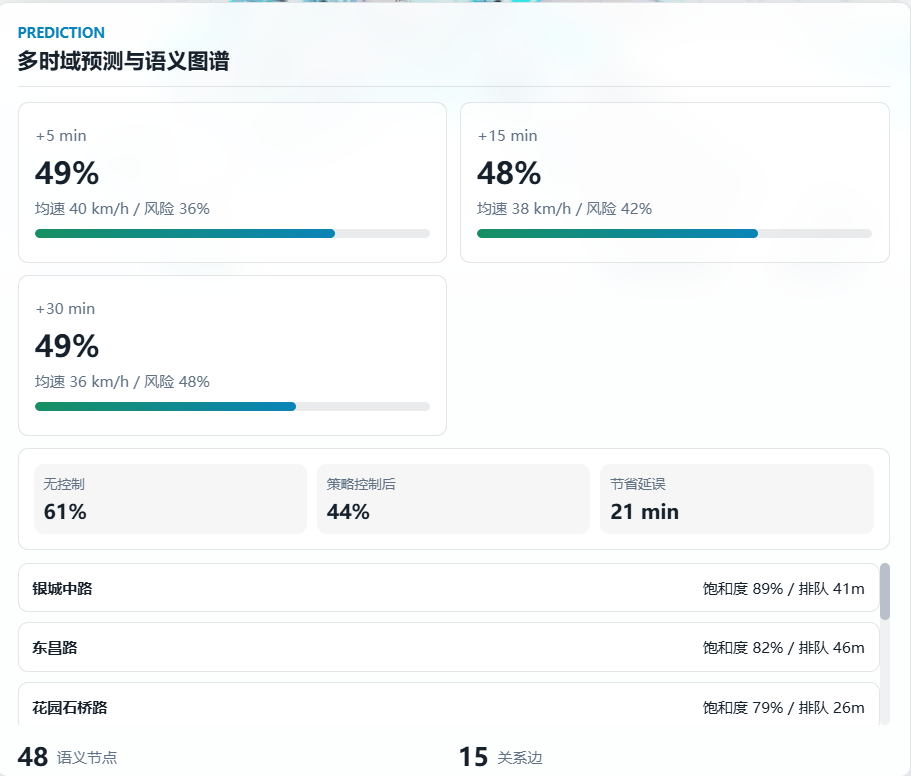 PREDICTION
多时域预测与语义图谱
+5 min
49%
均速 40 km/h / 风险 36%
+15 min
48%
均速 38 km/h / 风险 42%
+30 min
49%
均速 36 km/h / 风险 48%
无控制
61%
策略控制后
44%
节省延误
21 min
银城中路 饱和度 89% / 排队 41m
东昌路 饱和度 82% / 排队 46m
花园石桥路 饱和度 79% / 排队 26m
48 语义节点
15 关系边